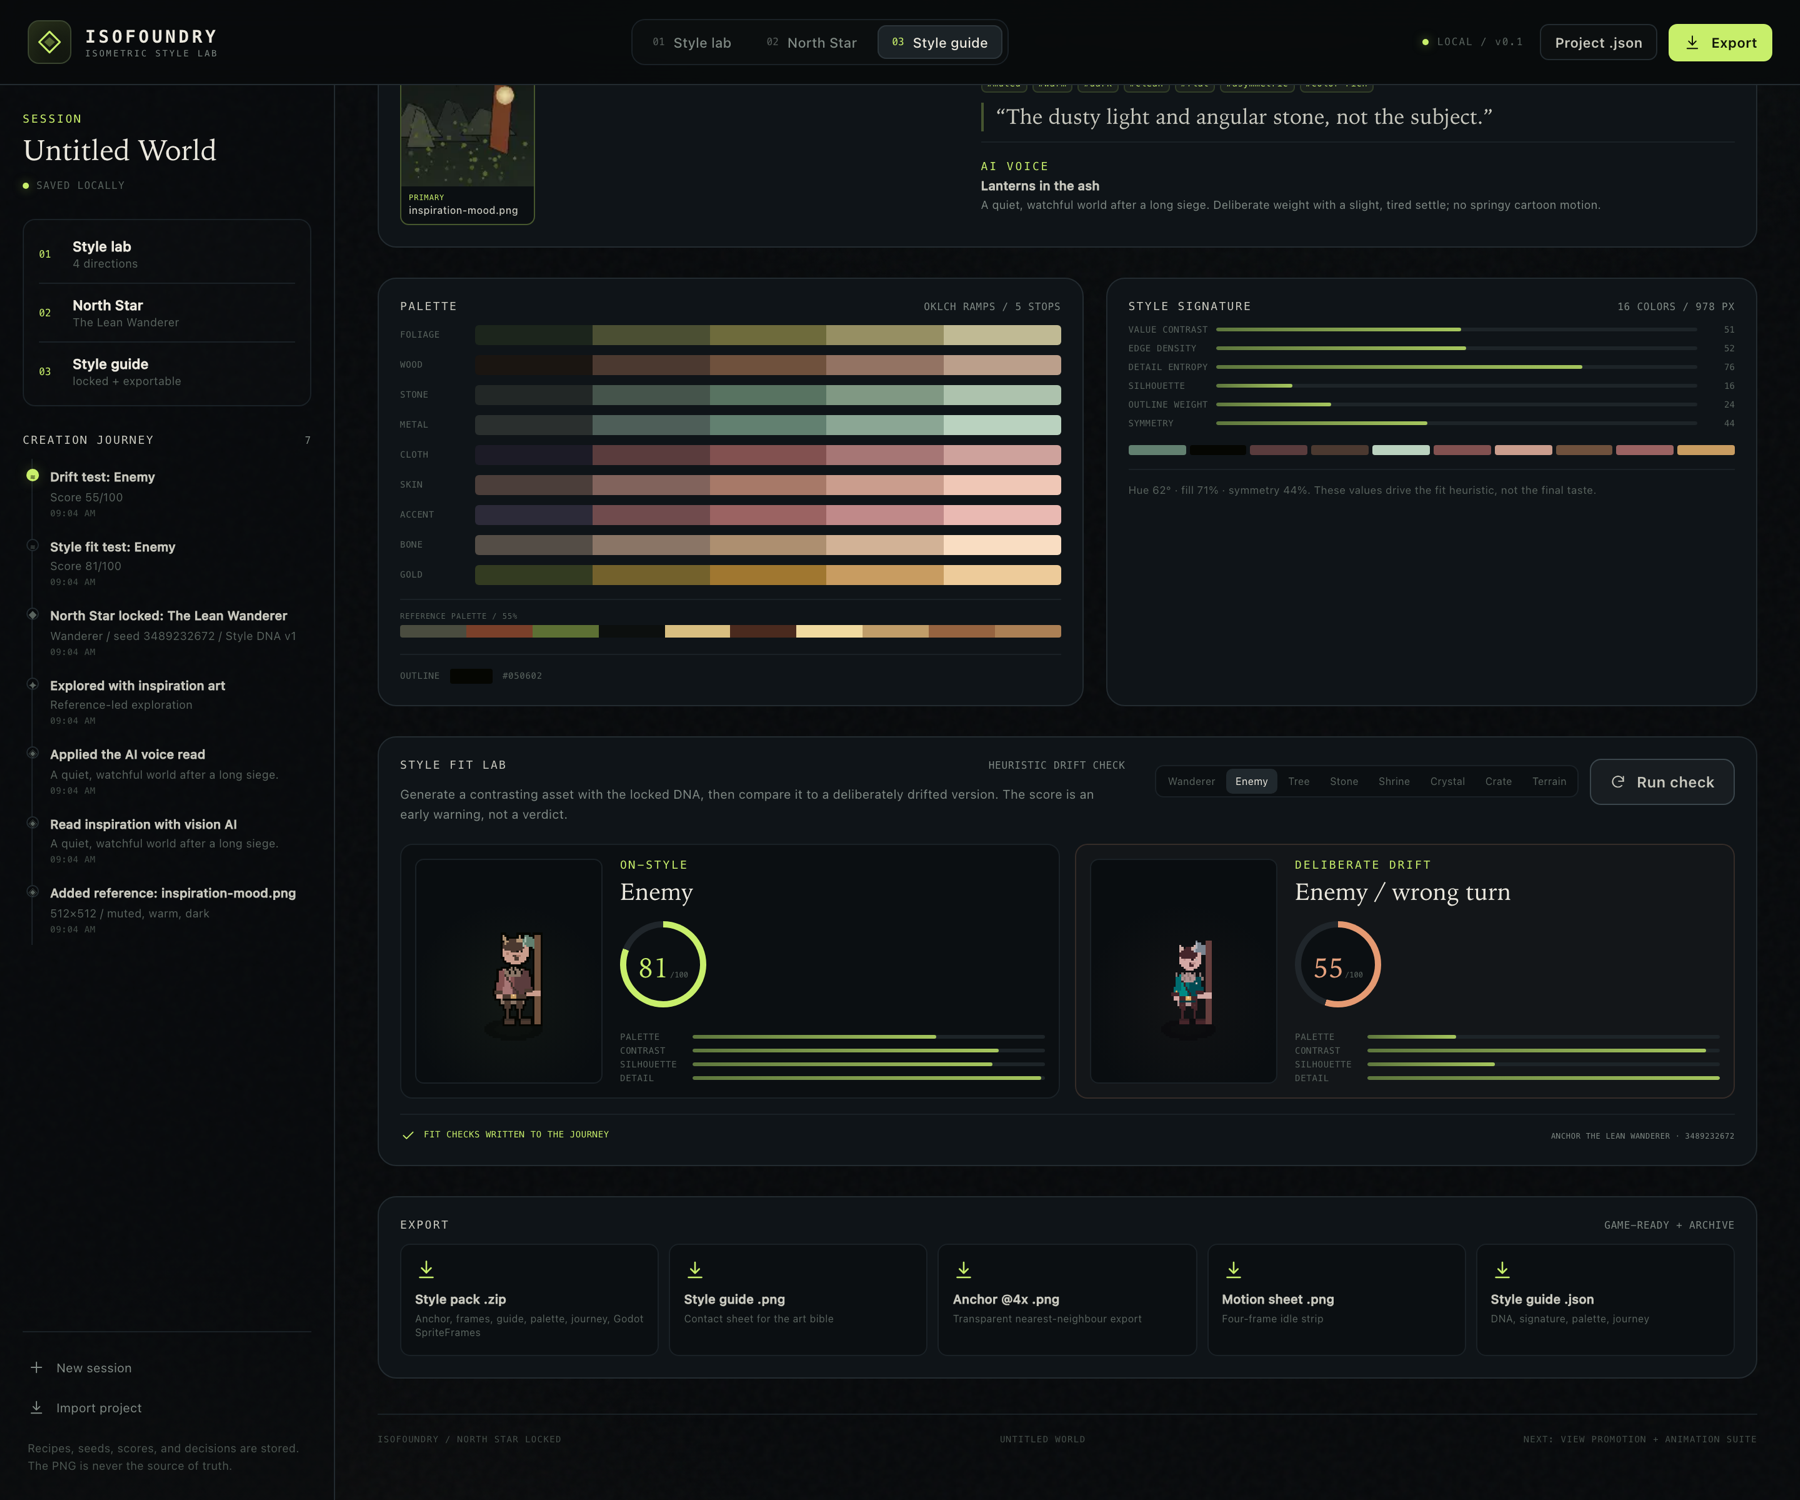 ISOFOUNDRY
ISOMETRIC STYLE LAB
01 Style lab
02 North Star
03 Style guide
LOCAL / v0.1
Project .json
Export
SESSION
Untitled World
SAVED LOCALLY
01 Style lab
4 directions
02 North Star
The Lean Wanderer
03 Style guide
locked + exportable
CREATION JOURNEY 7
Drift test: Enemy
Score 55/100
09:04 AM
Style fit test: Enemy
Score 81/100
09:04 AM
North Star locked: The Lean Wanderer
Wanderer / seed 3489232672 / Style DNA v1
09:04 AM
Explored with inspiration art
Reference-led exploration
09:04 AM
Applied the AI voice read
A quiet, watchful world after a long siege.
09:04 AM
Read inspiration with vision AI
A quiet, watchful world after a long siege.
09:04 AM
Added reference: inspiration-mood.png
512×512 / muted, warm, dark
09:04 AM
New session
Import project
Recipes, seeds, scores, and decisions are stored.
The PNG is never the source of truth.
PRIMARY
inspiration-mood.png
“The dusty light and angular stone, not the subject.”
AI VOICE
Lanterns in the ash
A quiet, watchful world after a long siege. Deliberate weight with a slight, tired settle; no springy cartoon motion.
PALETTE
OKLCH RAMPS / 5 STOPS
FOLIAGE
WOOD
STONE
METAL
CLOTH
SKIN
ACCENT
BONE
GOLD
REFERENCE PALETTE / 55%
OUTLINE #050602
STYLE SIGNATURE
16 COLORS / 978 PX
VALUE CONTRAST 51
EDGE DENSITY 52
DETAIL ENTROPY 76
SILHOUETTE 16
OUTLINE WEIGHT 24
SYMMETRY 44
Hue 62° · fill 71% · symmetry 44%. These values drive the fit heuristic, not the final taste.
STYLE FIT LAB
HEURISTIC DRIFT CHECK
Generate a contrasting asset with the locked DNA, then compare it to a deliberately drifted version. The score is an
early warning, not a verdict.
Wanderer Enemy Tree Stone Shrine Crystal Crate Terrain
Run check
ON-STYLE
Enemy
81 /100
PALETTE
CONTRAST
SILHOUETTE
DETAIL
DELIBERATE DRIFT
Enemy / wrong turn
55 /100
PALETTE
CONTRAST
SILHOUETTE
DETAIL
FIT CHECKS WRITTEN TO THE JOURNEY
ANCHOR THE LEAN WANDERER · 3489232672
EXPORT
GAME-READY + ARCHIVE
Style pack .zip
Anchor, frames, guide, palette, journey, Godot
SpriteFrames
Style guide .png
Contact sheet for the art bible
Anchor @4x .png
Transparent nearest-neighbour export
Motion sheet .png
Four-frame idle strip
Style guide .json
DNA, signature, palette, journey
ISOFOUNDRY / NORTH STAR LOCKED
UNTITLED WORLD
NEXT: VIEW PROMOTION + ANIMATION SUITE